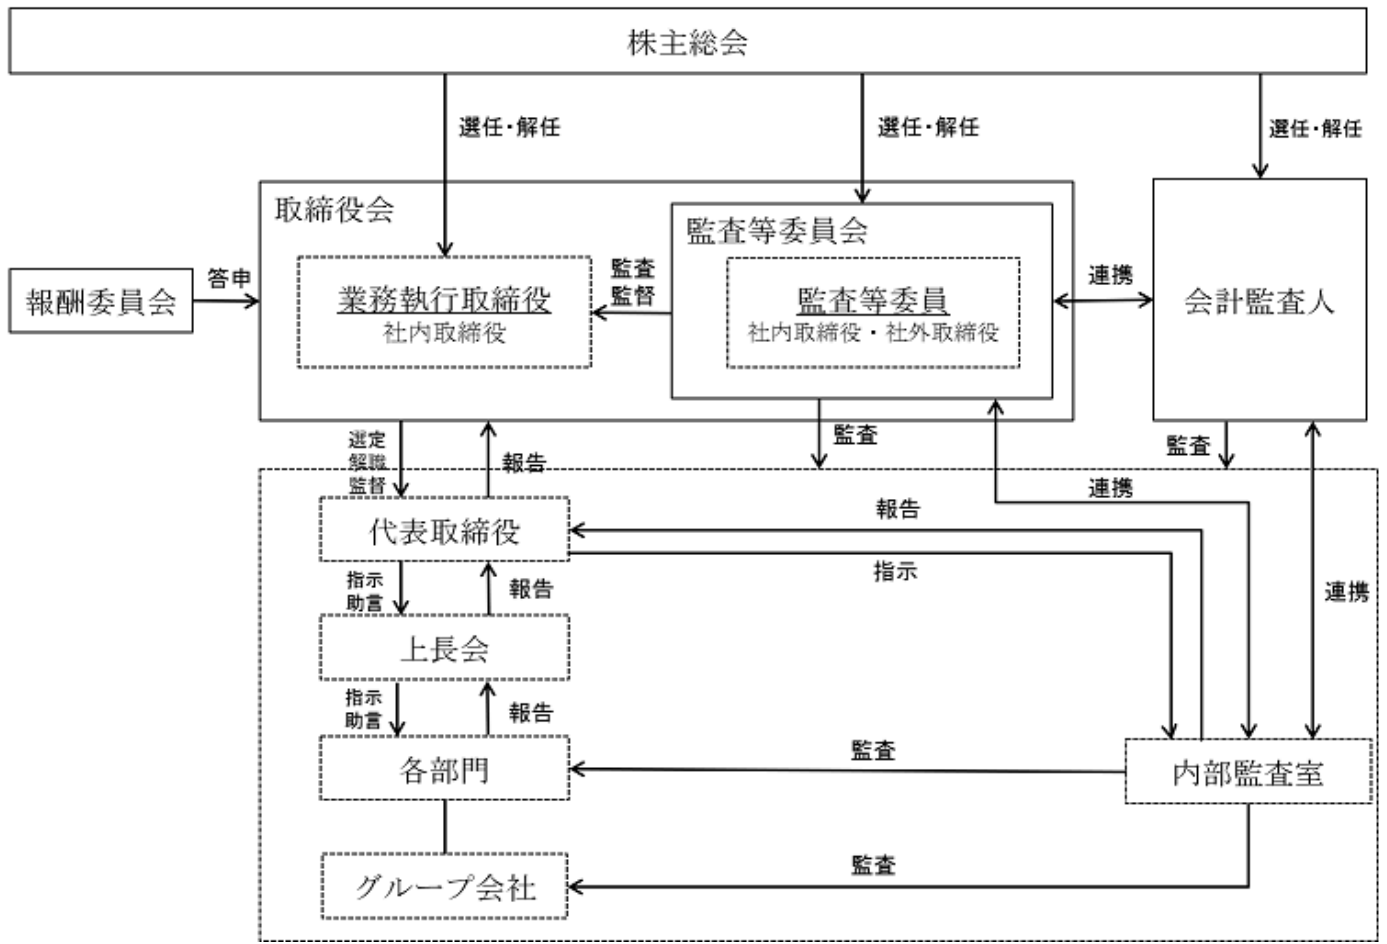 株主総会
選任・解任
選任・解任
選任・解任
取締役会
監査等委員会
報酬委員会
答申
業務執行取締役
社内取締役
監査
監督
監査等委員
社内取締役・社外取締役
連携
会計監査人
選定
解職
監督
報告
監査
監査
連携
代表取締役
報告
指示
指示
助言
報告
連携
上長会
指示
助言
報告
各部門
監査
内部監査室
グループ会社
監査